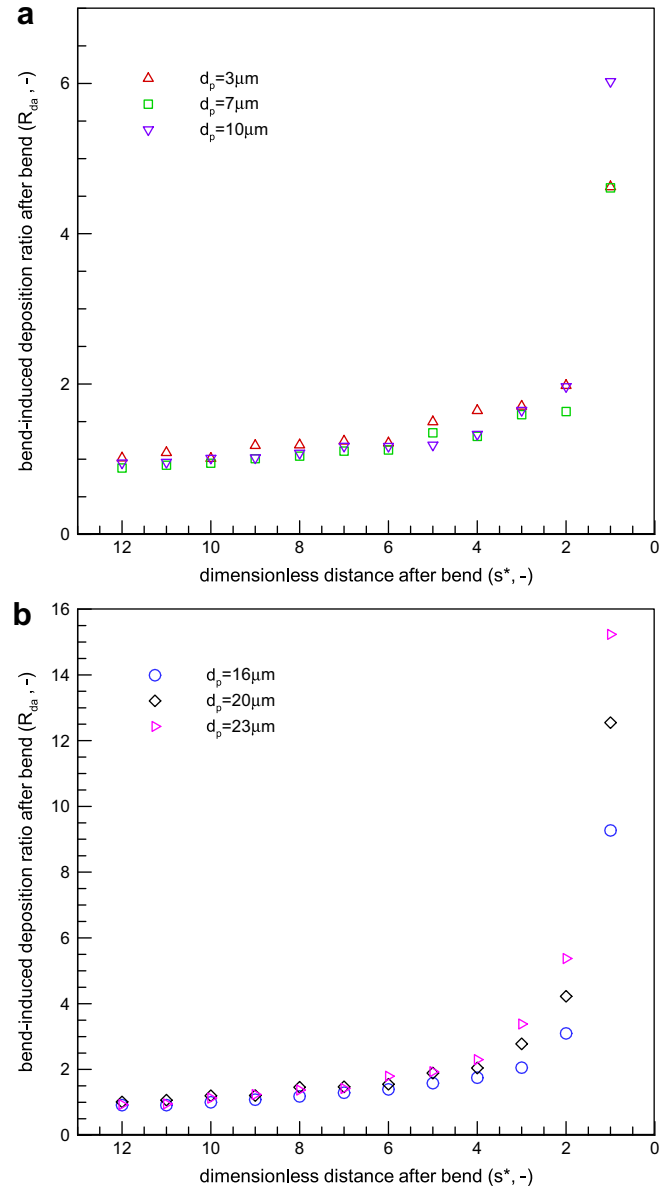 a
bend-induced deposition ratio after bend (R_da, -)
d_p=3μm
d_p=7μm
d_p=10μm
6
4
2
0
12 10 8 6 4 2 0
dimensionless distance after bend (s*, -)
b
bend-induced deposition ratio after bend (R_da, -)
d_p=16μm
d_p=20μm
d_p=23μm
16
14
12
10
8
6
4
2
0
12 10 8 6 4 2 0
dimensionless distance after bend (s*, -)